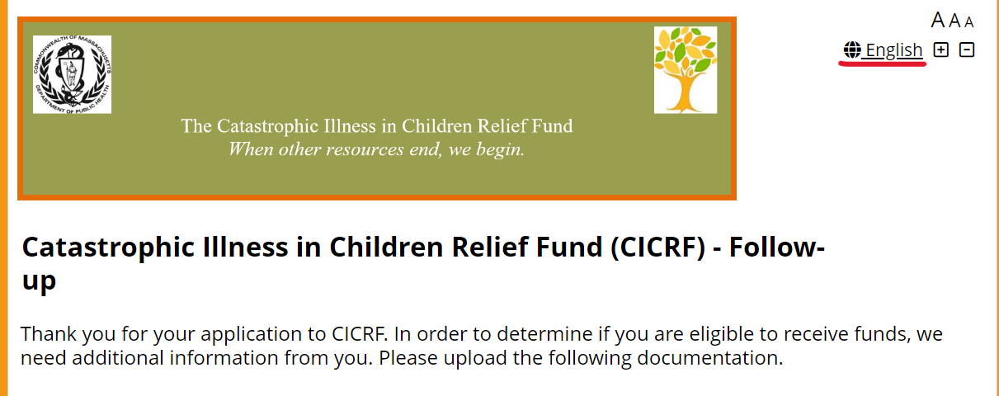 COMMONWEALTH OF MASSACHUSETTS
DEPARTMENT OF PUBLIC HEALTH
A A A
English
The Catastrophic Illness in Children Relief Fund
When other resources end, we begin.
Catastrophic Illness in Children Relief Fund (CICRF) - Follow-
up
Thank you for your application to CICRF. In order to determine if you are eligible to receive funds, we
need additional information from you. Please upload the following documentation.